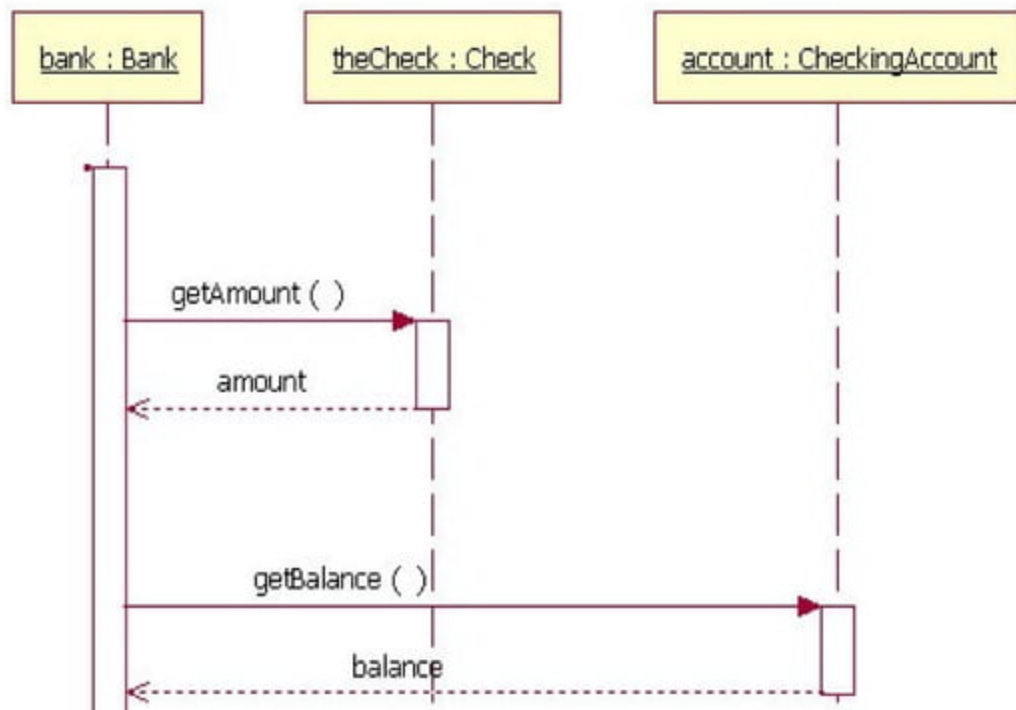 bank : Bank
theCheck : Check
account : CheckingAccount
getAmount ( )
amount
getBalance ( )
balance